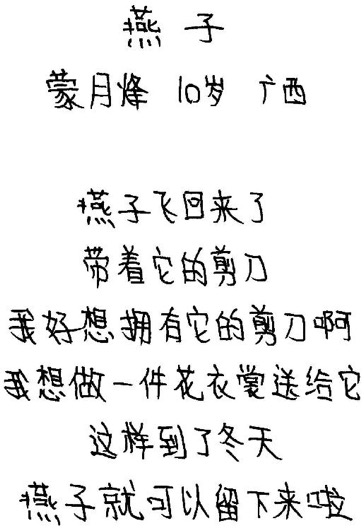 燕子
蒙月烽 10岁 广西
燕子飞回来了
带着它的剪刀
我好想拥有它的剪刀啊
我想做一件花衣裳送给它
这样到了冬天
燕子就可以留下来啦